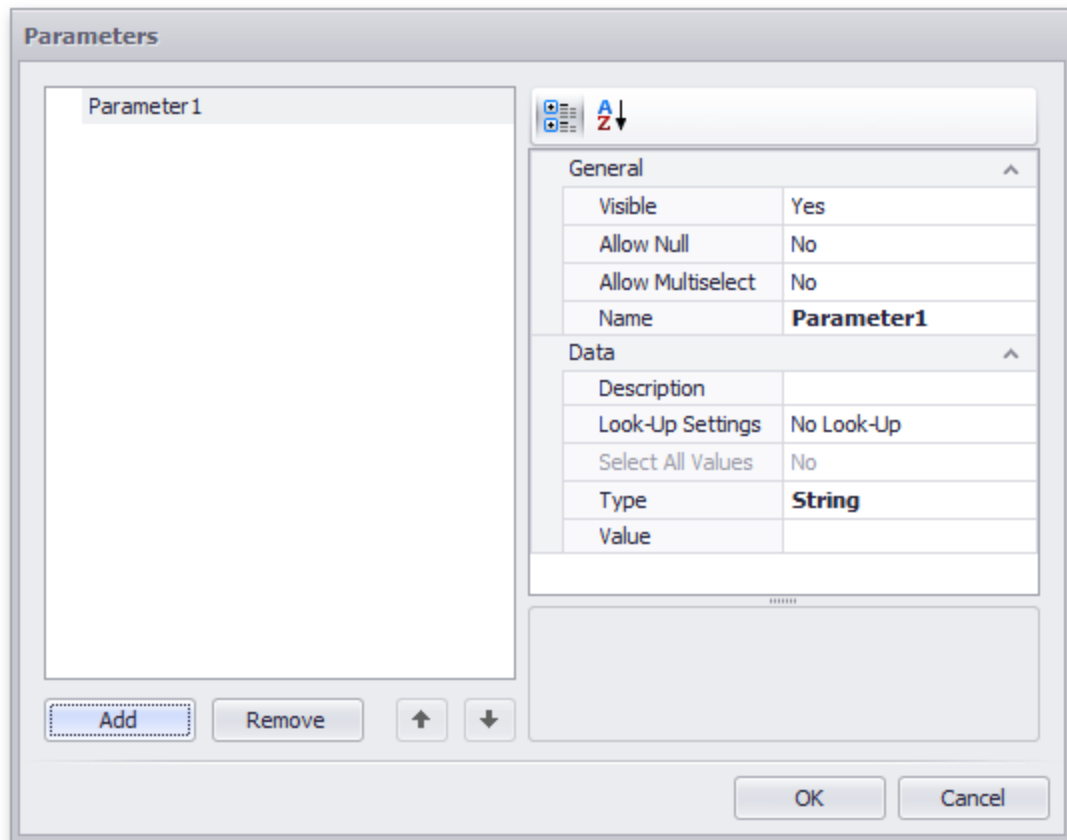 Parameters
Parameter1
A
Z
General
Visible Yes
Allow Null No
Allow Multiselect No
Name Parameter1
Data
Description
Look-Up Settings No Look-Up
Select All Values No
Type String
Value
Add Remove
OK Cancel